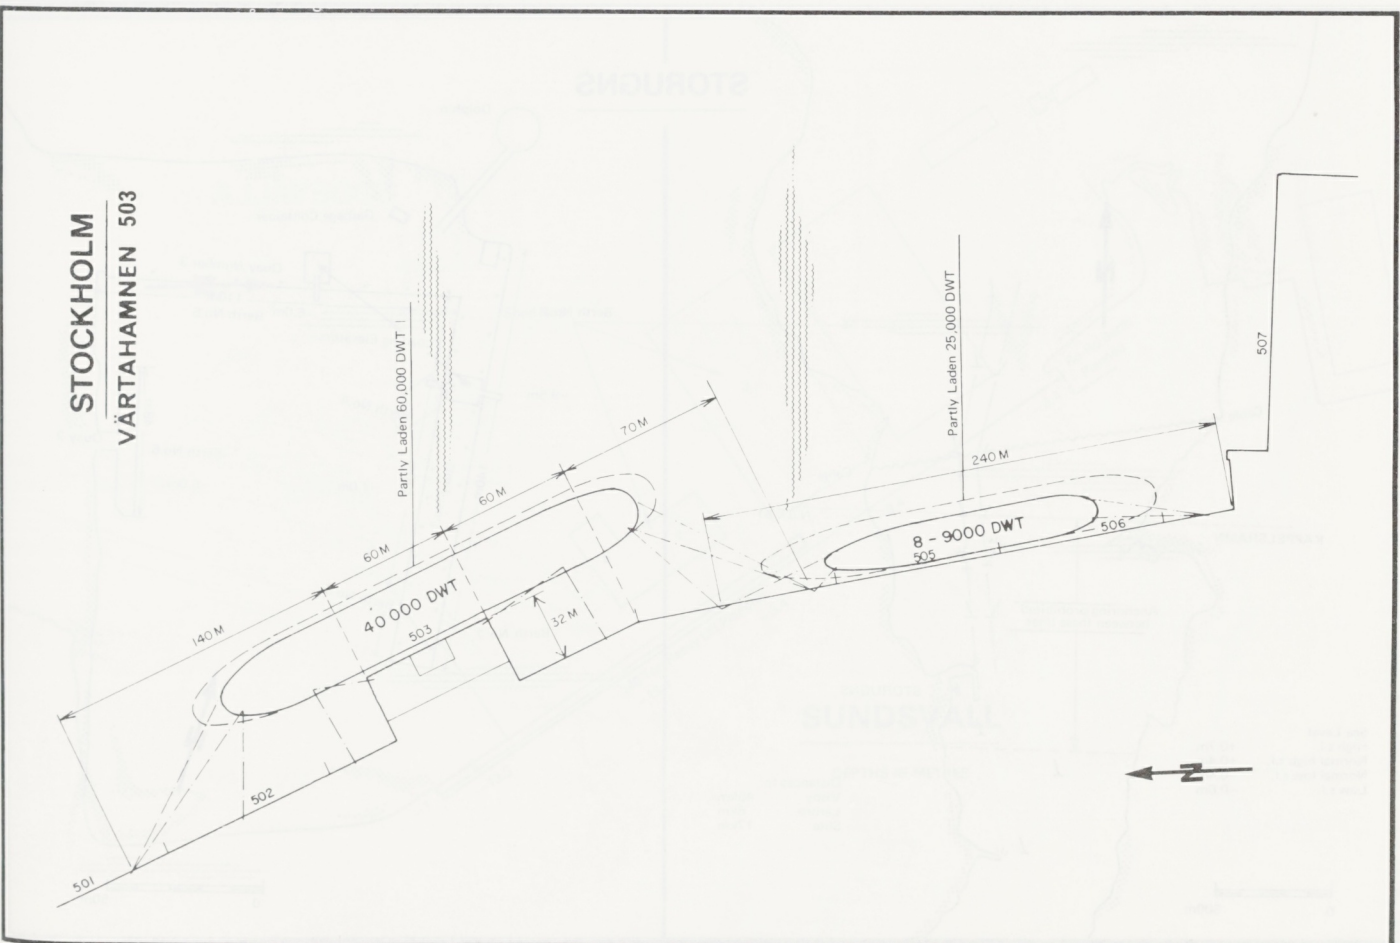 STOCKHOLM
VÄRTAHAMNEN 503
Partly Laden 60,000 DWT
Partly Laden 25,000 DWT
507
70 M
240 M
60 M
60 M
140 M
8 - 9000 DWT
506
505
40 000 DWT
503
32 M
N
502
501
STORUGNS
SUNDSVALL